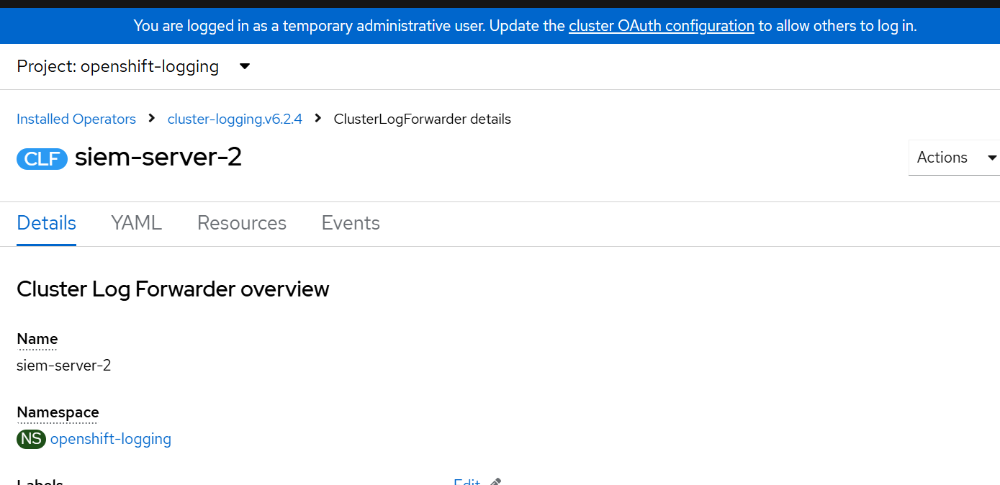 You are logged in as a temporary administrative user. Update the cluster OAuth configuration to allow others to log in.
Project: openshift-logging
Installed Operators > cluster-logging.v6.2.4 > ClusterLogForwarder details
CLF siem-server-2
Actions
Details YAML Resources Events
Cluster Log Forwarder overview
Name
siem-server-2
Namespace
NS openshift-logging
Labels Edit